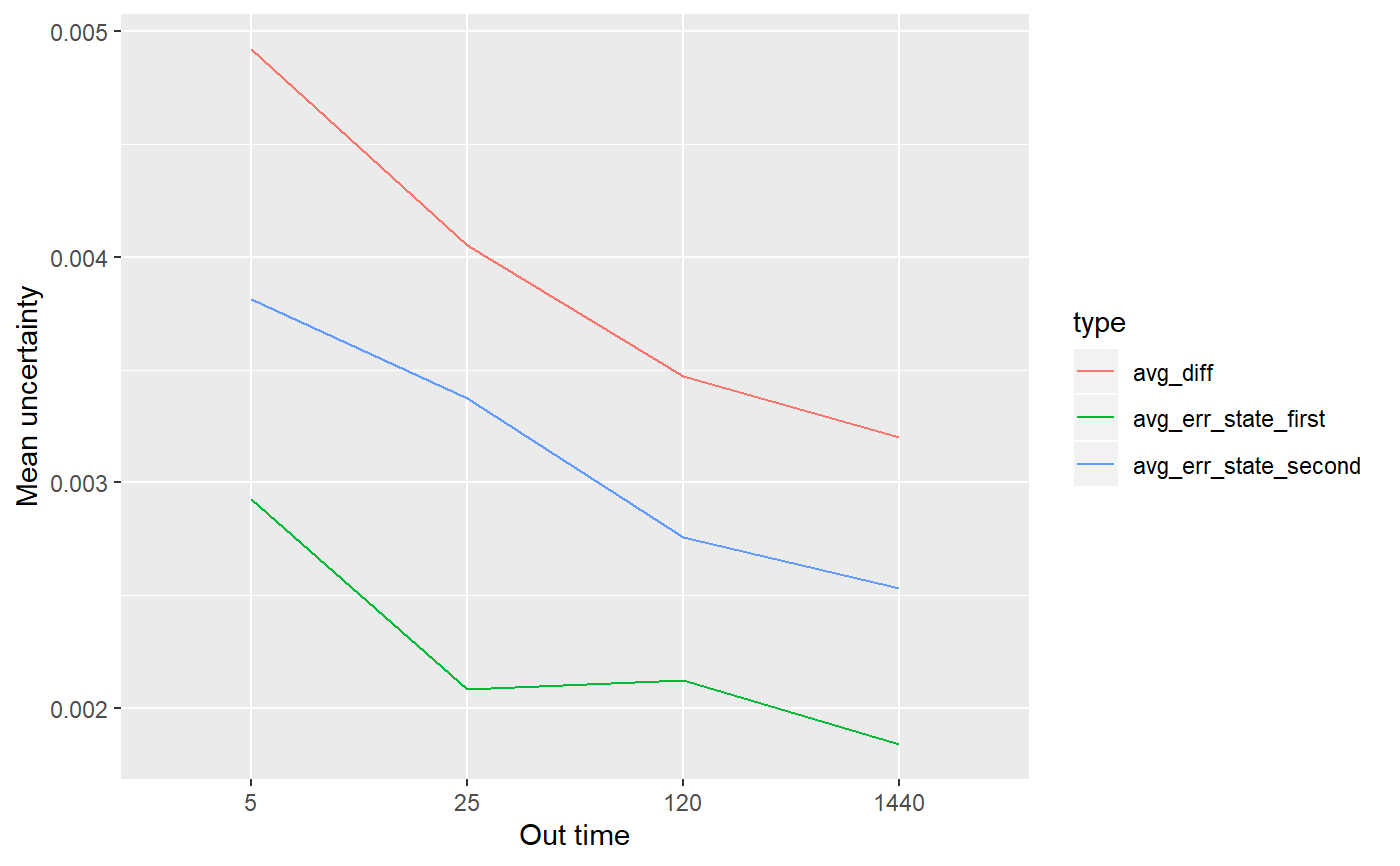 0.005
0.004
0.003
0.002
Mean uncertainty
5 25 120 1440
Out time
type
avg_diff
avg_err_state_first
avg_err_state_second